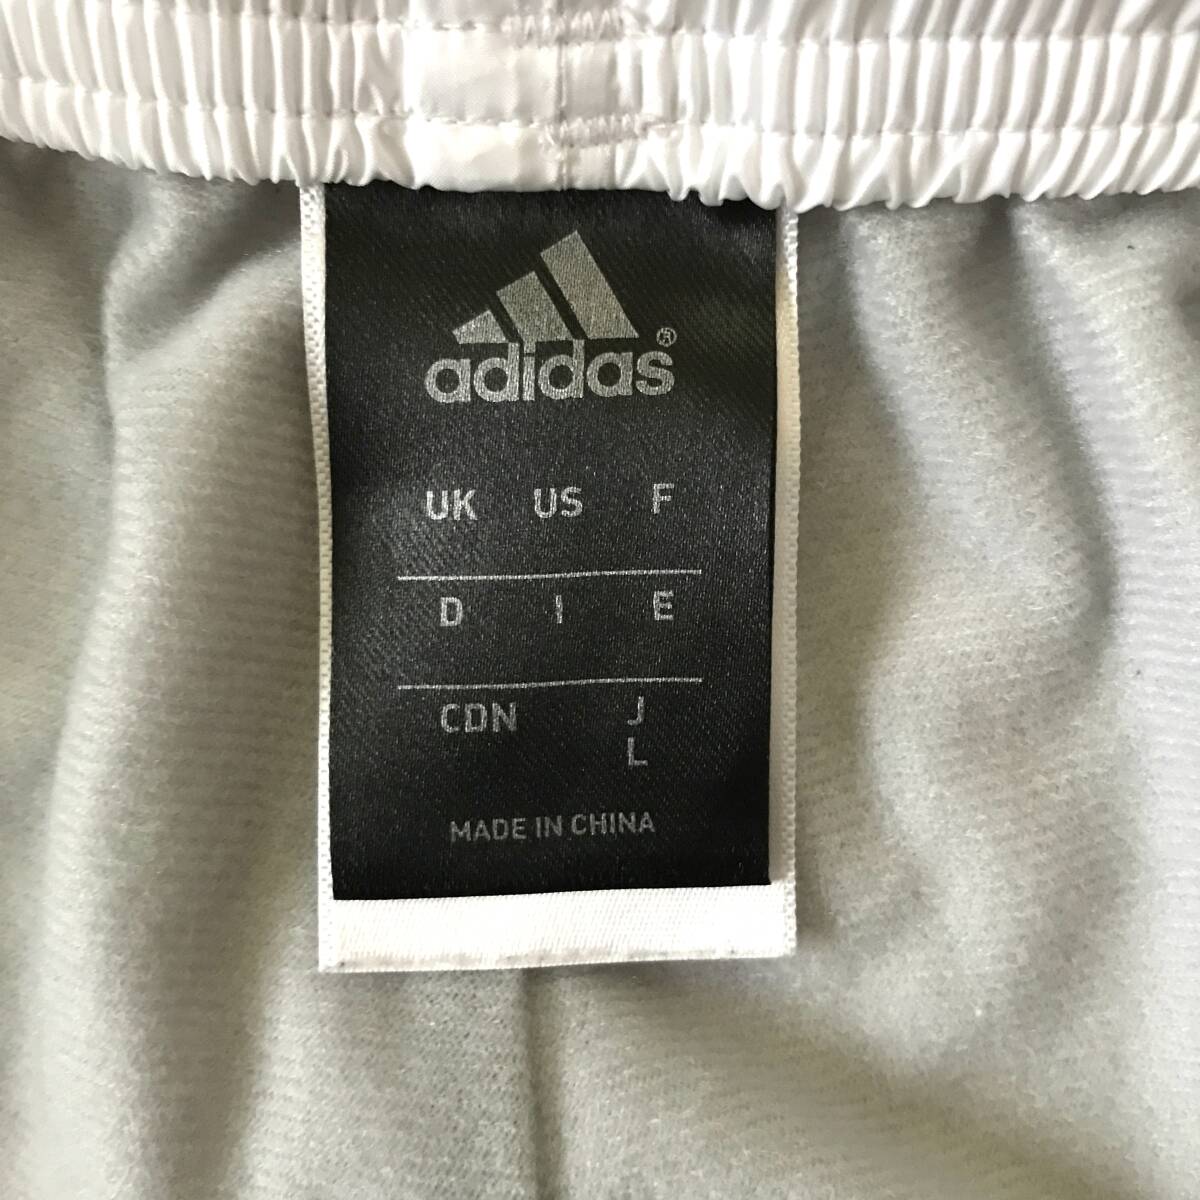 adidas®
UK US F
D I E
CDN J
L
MADE IN CHINA